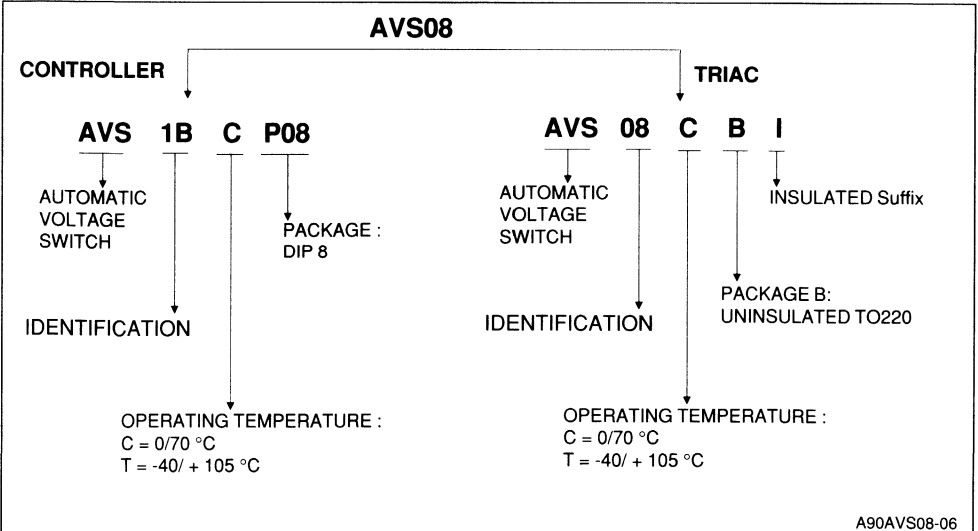 AVS08
CONTROLLER
TRIAC
AVS 1B C P08
AVS 08 C B I
AUTOMATIC
VOLTAGE
SWITCH
PACKAGE :
DIP 8
IDENTIFICATION
OPERATING TEMPERATURE :
C = 0/70 °C
T = -40/ + 105 °C
AUTOMATIC
VOLTAGE
SWITCH
INSULATED Suffix
PACKAGE B:
UNINSULATED TO220
IDENTIFICATION
OPERATING TEMPERATURE :
C = 0/70 °C
T = -40/ + 105 °C
A90AVS08-06